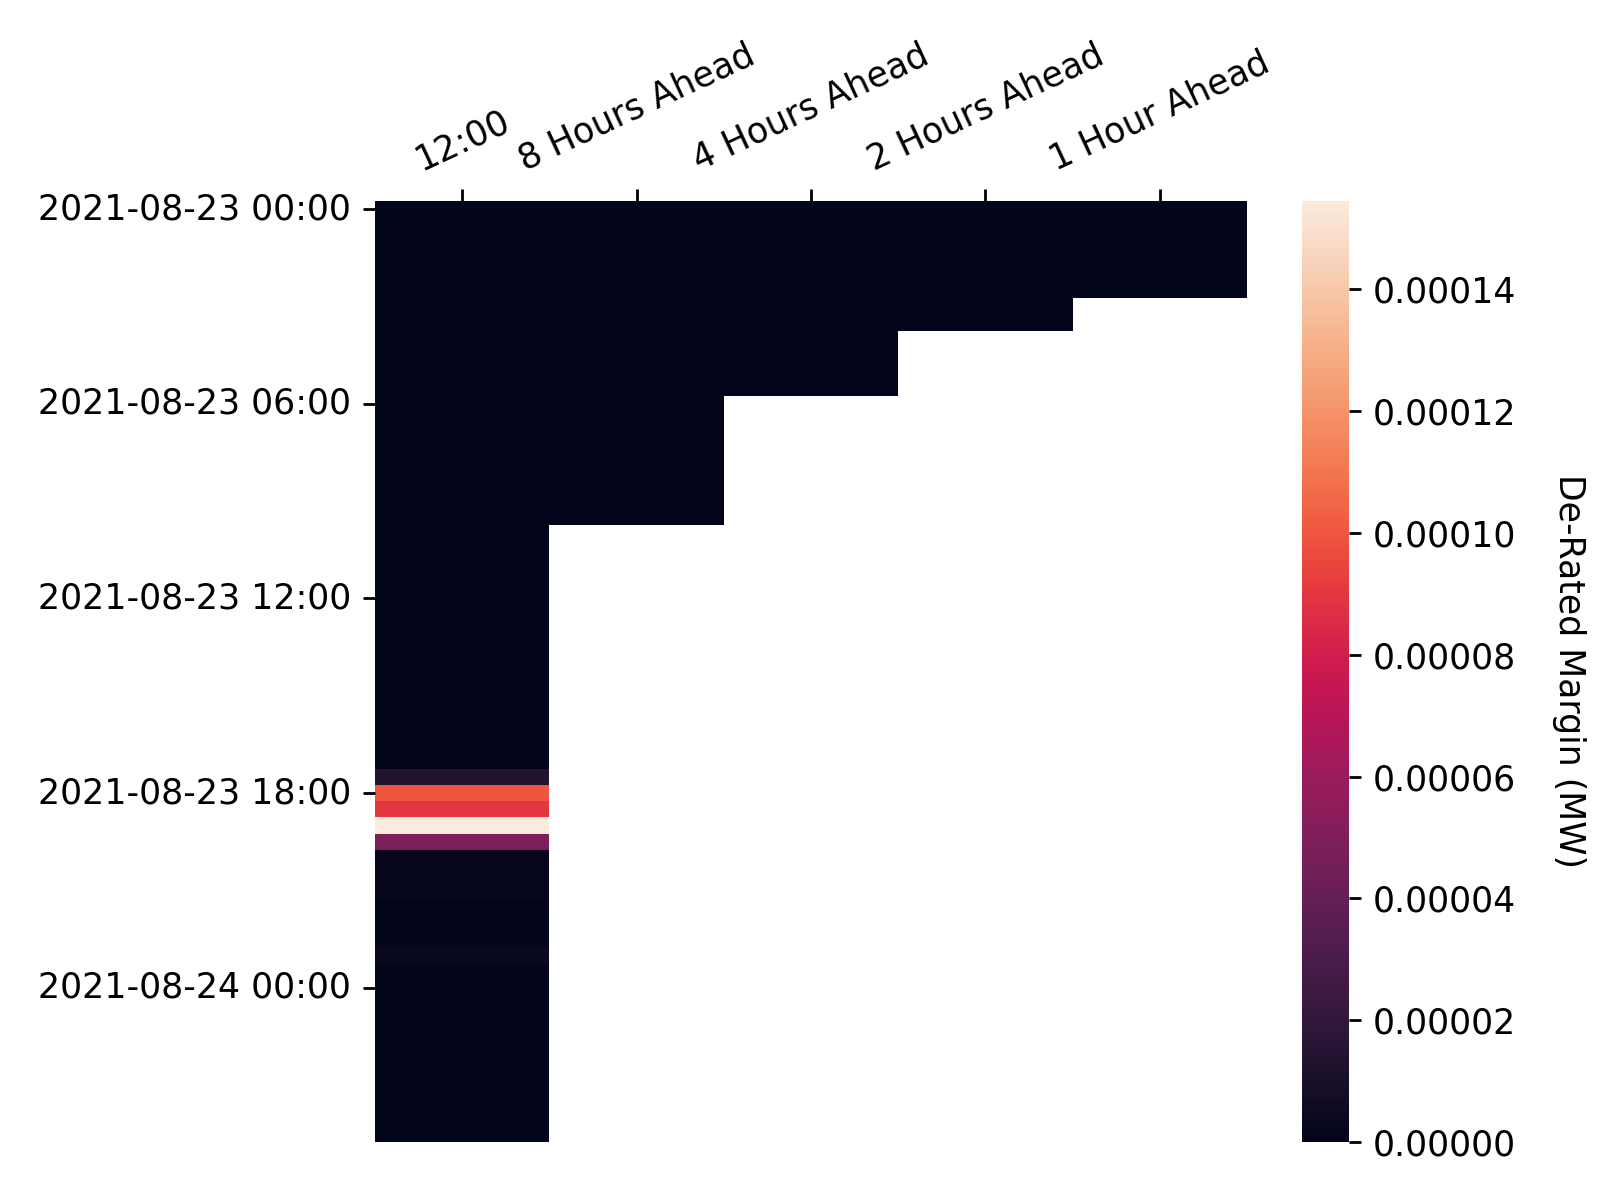 12:00
8 Hours Ahead
4 Hours Ahead
2 Hours Ahead
1 Hour Ahead
2021-08-23 00:00
2021-08-23 06:00
2021-08-23 12:00
2021-08-23 18:00
2021-08-24 00:00
0.00014
0.00012
0.00010
0.00008
0.00006
0.00004
0.00002
0.00000
De-Rated Margin (MW)